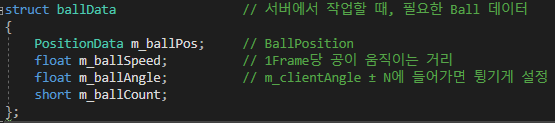 struct ballData // 서버에서 작업할 때, 필요한 Ball 데이터
{
PositionData m_ballPos; // BallPosition
float m_ballSpeed; // 1Frame당 공이 움직이는 거리
float m_ballAngle; // m_clientAngle ± N에 들어가면 튕기게 설정
short m_ballCount;
};